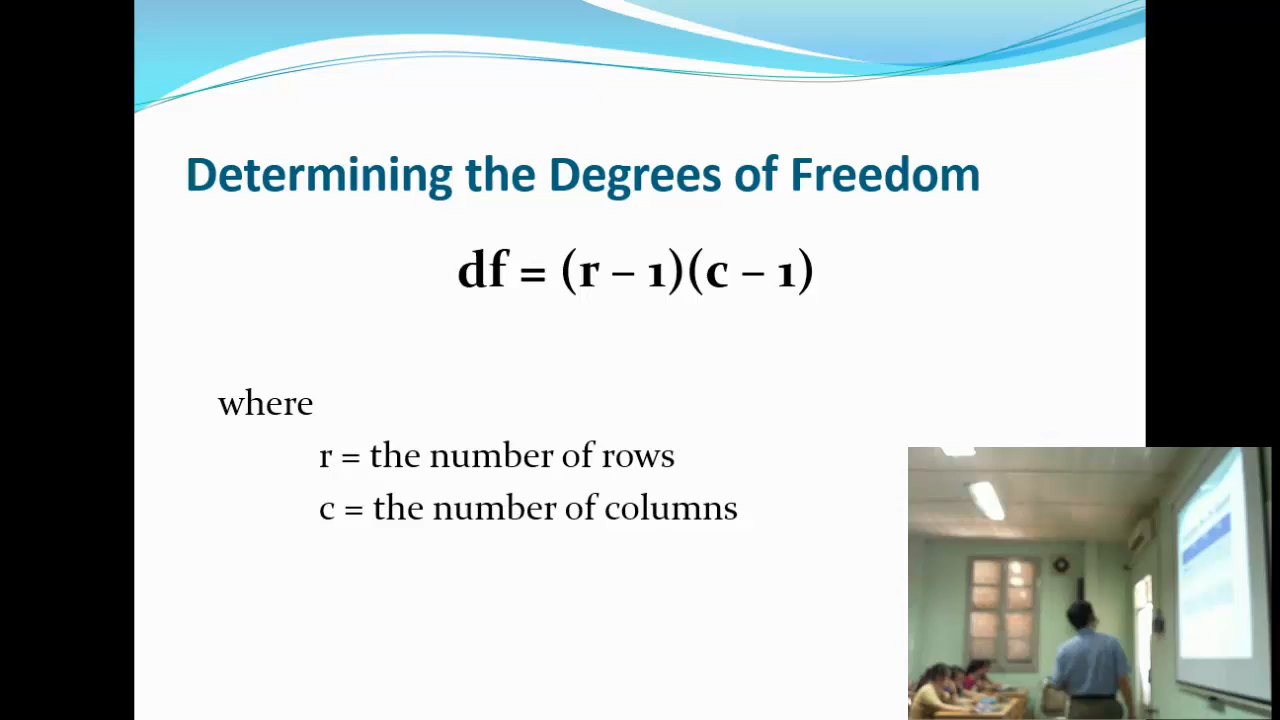 Determining the Degrees of Freedom
df = (r – 1)(c – 1)
where
r = the number of rows
c = the number of columns